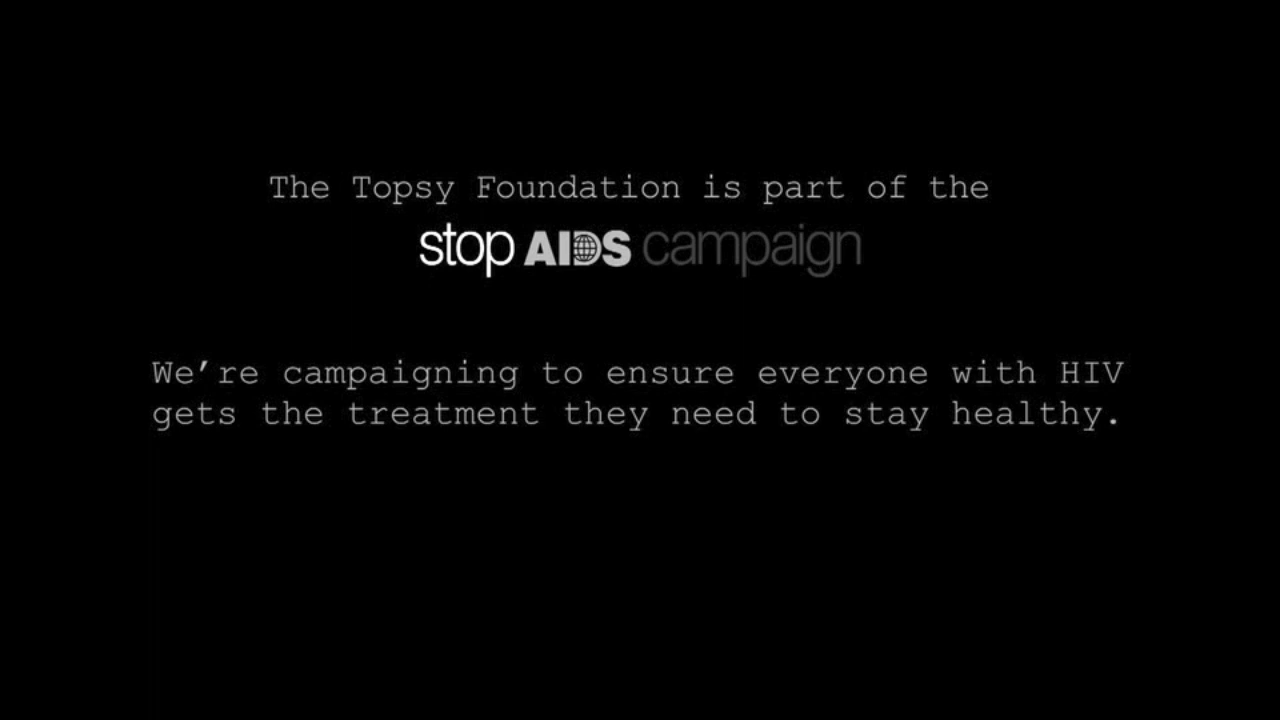 The Topsy Foundation is part of the
stop AIDS campaign
We’re campaigning to ensure everyone with HIV
gets the treatment they need to stay healthy.